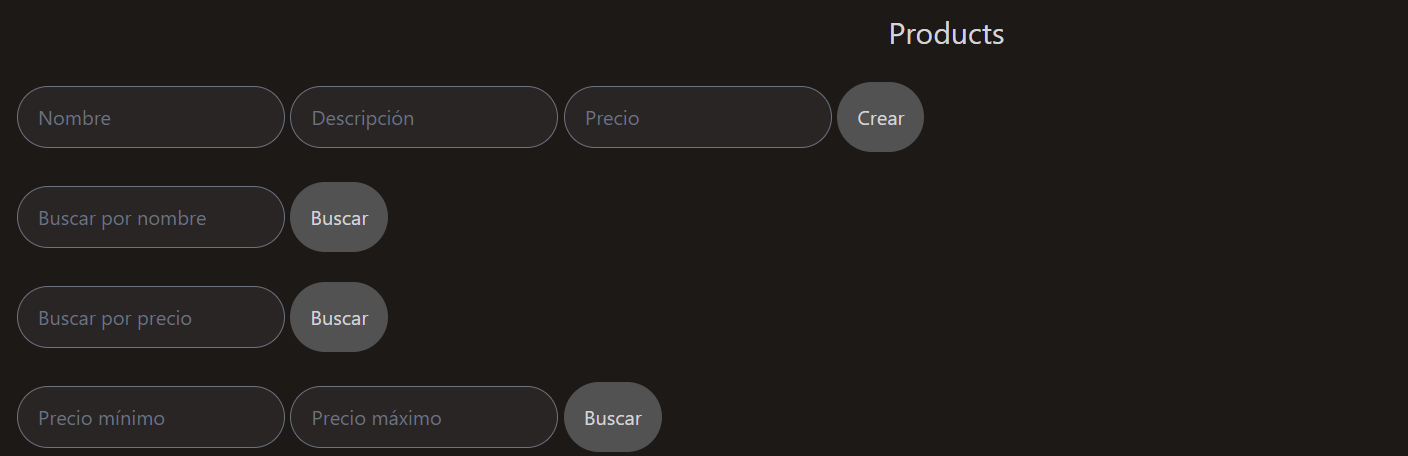 Products
Nombre Descripción Precio Crear
Buscar por nombre Buscar
Buscar por precio Buscar
Precio mínimo Precio máximo Buscar